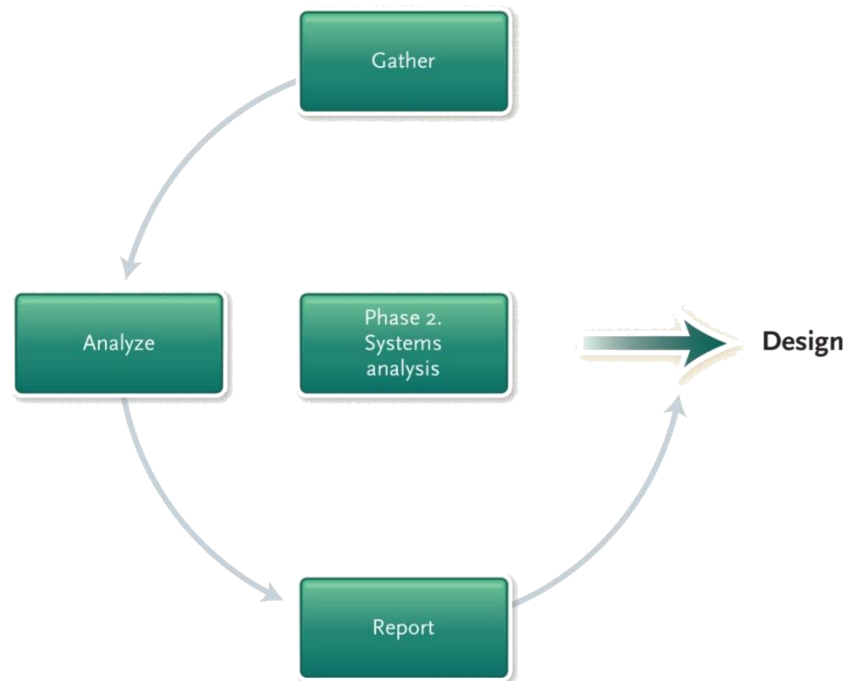 Gather
Analyze
Phase 2.
Systems
analysis
Design
Report